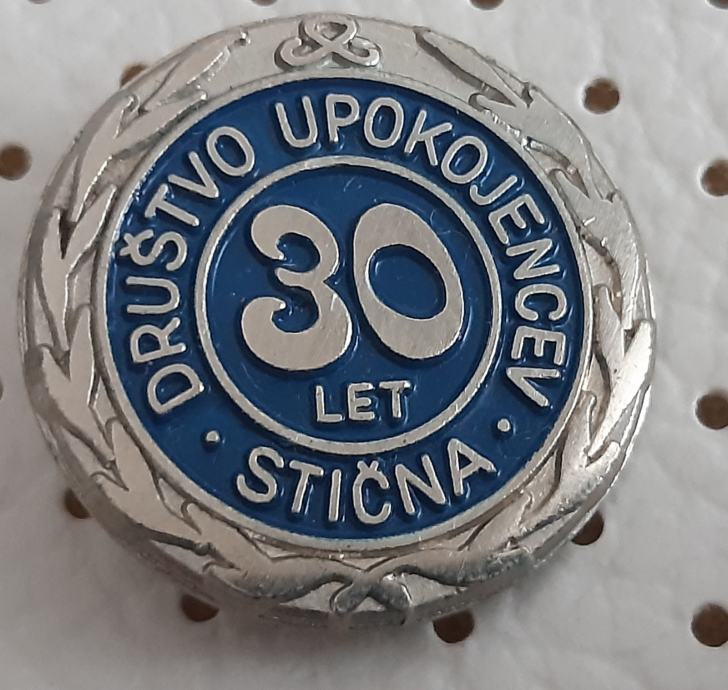 DRUŠTVO UPOKOJENCEV
30
LET
STIČNA